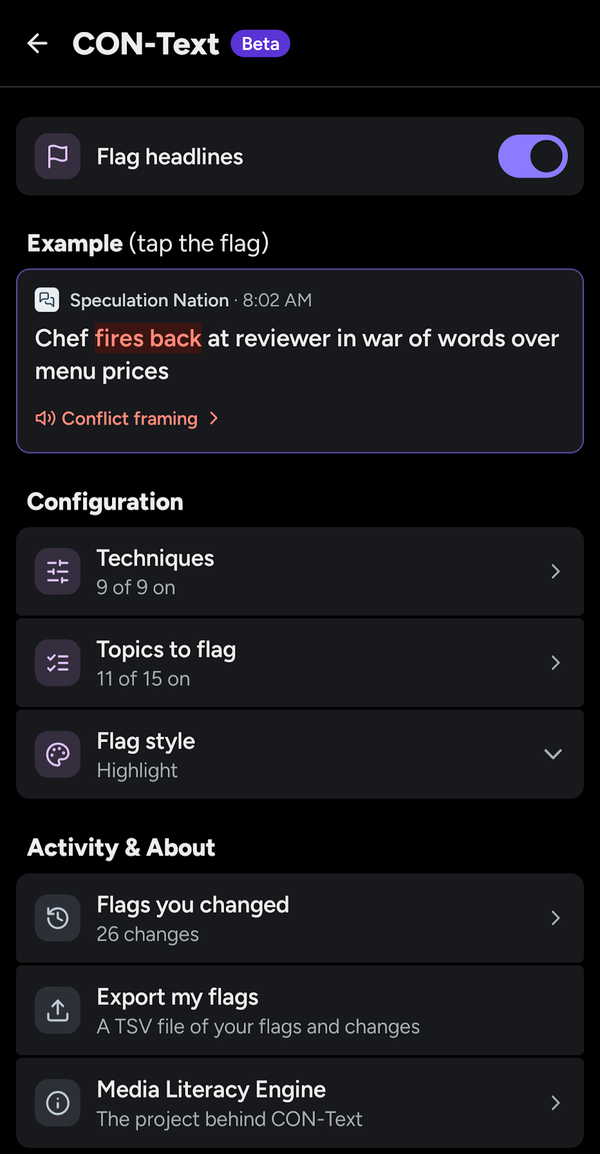 CON-Text Beta
Flag headlines
Example (tap the flag)
Speculation Nation · 8:02 AM
Chef fires back at reviewer in war of words over
menu prices
Conflict framing
Configuration
Techniques
9 of 9 on
Topics to flag
11 of 15 on
Flag style
Highlight
Activity & About
Flags you changed
26 changes
Export my flags
A TSV file of your flags and changes
Media Literacy Engine
The project behind CON-Text